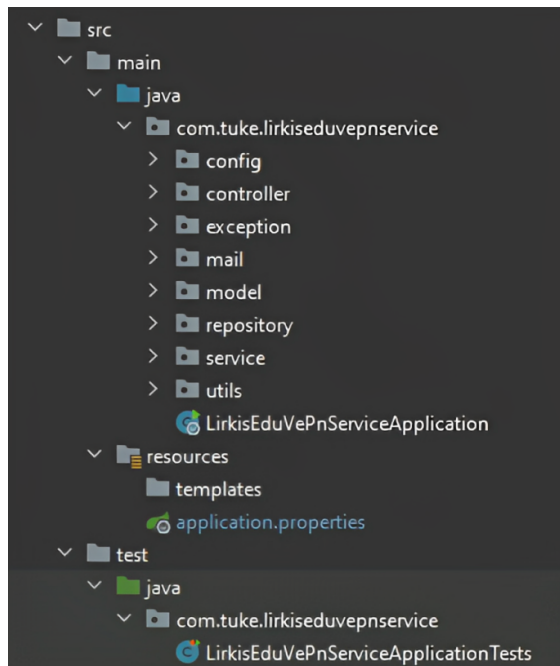 src
main
java
com.tuke.lirkiseduvepnservice
config
controller
exception
mail
model
repository
service
utils
LirkisEduVePnServiceApplication
resources
templates
application.properties
test
java
com.tuke.lirkiseduvepnservice
LirkisEduVePnServiceApplicationTests